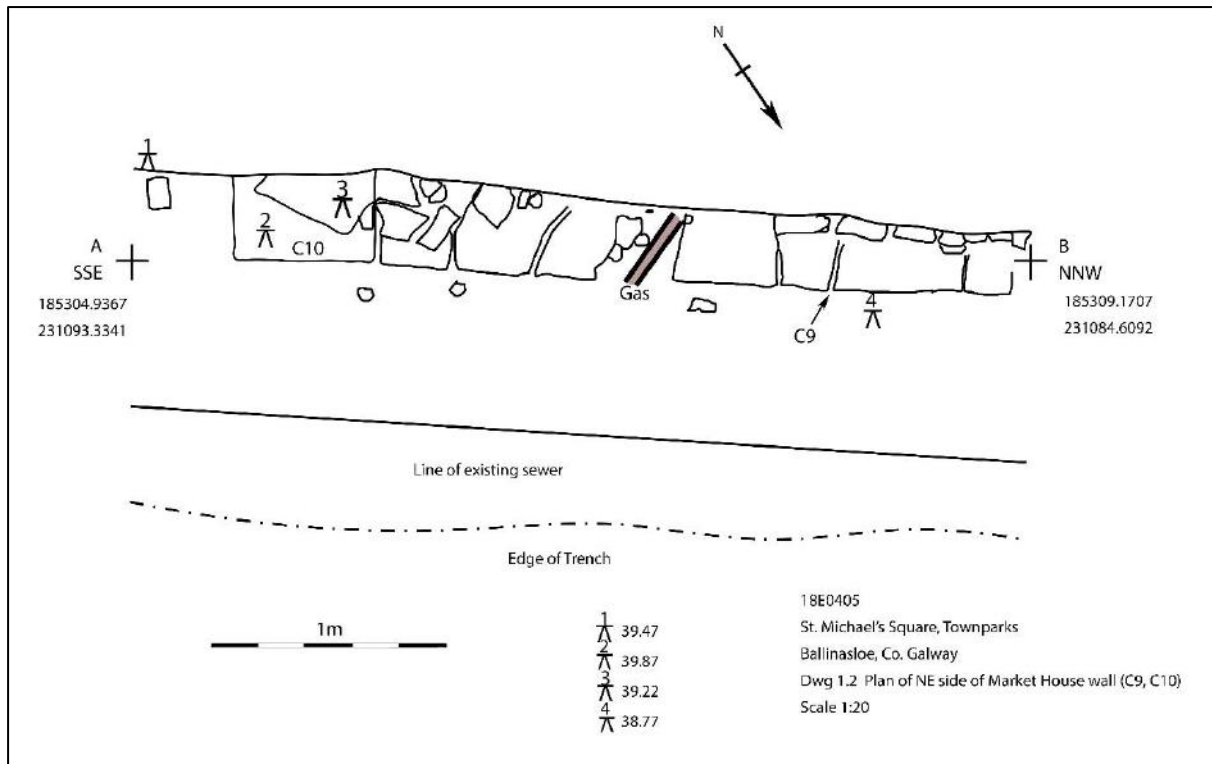 N
1
3
2
C10
A
SSE
185304.9367
231093.3341
Gas
C9
4
B
NNW
185309.1707
231084.6092
Line of existing sewer
Edge of Trench
1m
1 39.47
2 39.87
3 39.22
4 38.77
18E0405
St. Michael's Square, Townparks
Ballinasloe, Co. Galway
Dwg 1.2 Plan of NE side of Market House wall (C9, C10)
Scale 1:20